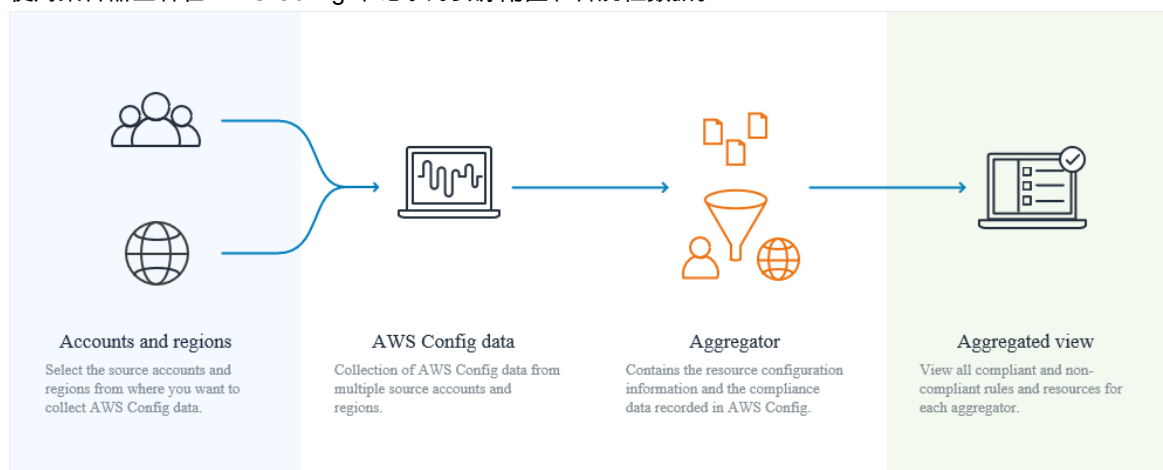 AWS Config
Accounts and regions
Select the source accounts and
regions from where you want to
collect AWS Config data.
AWS Config data
Collection of AWS Config data from
multiple source accounts and
regions.
Aggregator
Contains the resource configuration
information and the compliance
data recorded in AWS Config.
Aggregated view
View all compliant and non-
compliant rules and resources for
each aggregator.